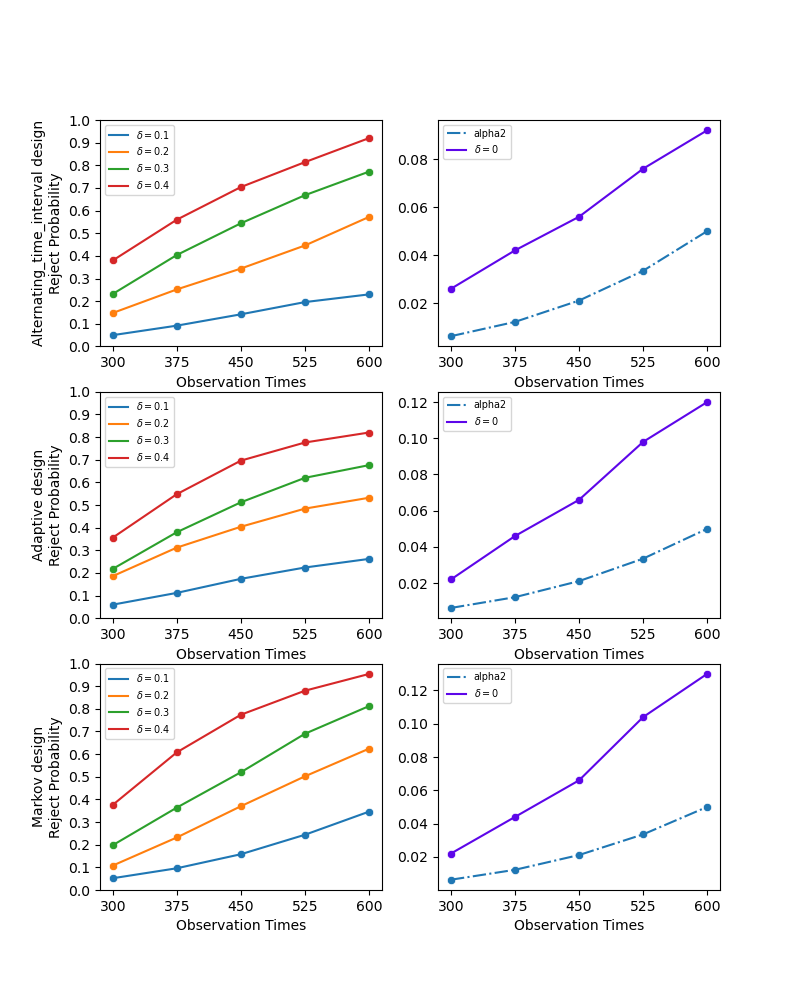 Alternating_time_interval design
Reject Probability
1.0
0.9
0.8
0.7
0.6
0.5
0.4
0.3
0.2
0.1
0.0
δ = 0.1
δ = 0.2
δ = 0.3
δ = 0.4
300 375 450 525 600
Observation Times
0.08
0.06
0.04
0.02
alpha2
δ = 0
300 375 450 525 600
Observation Times
Adaptive design
Reject Probability
1.0
0.9
0.8
0.7
0.6
0.5
0.4
0.3
0.2
0.1
0.0
δ = 0.1
δ = 0.2
δ = 0.3
δ = 0.4
300 375 450 525 600
Observation Times
0.12
0.10
0.08
0.06
0.04
0.02
alpha2
δ = 0
300 375 450 525 600
Observation Times
Markov design
Reject Probability
1.0
0.9
0.8
0.7
0.6
0.5
0.4
0.3
0.2
0.1
0.0
δ = 0.1
δ = 0.2
δ = 0.3
δ = 0.4
300 375 450 525 600
Observation Times
0.12
0.10
0.08
0.06
0.04
0.02
alpha2
δ = 0
300 375 450 525 600
Observation Times